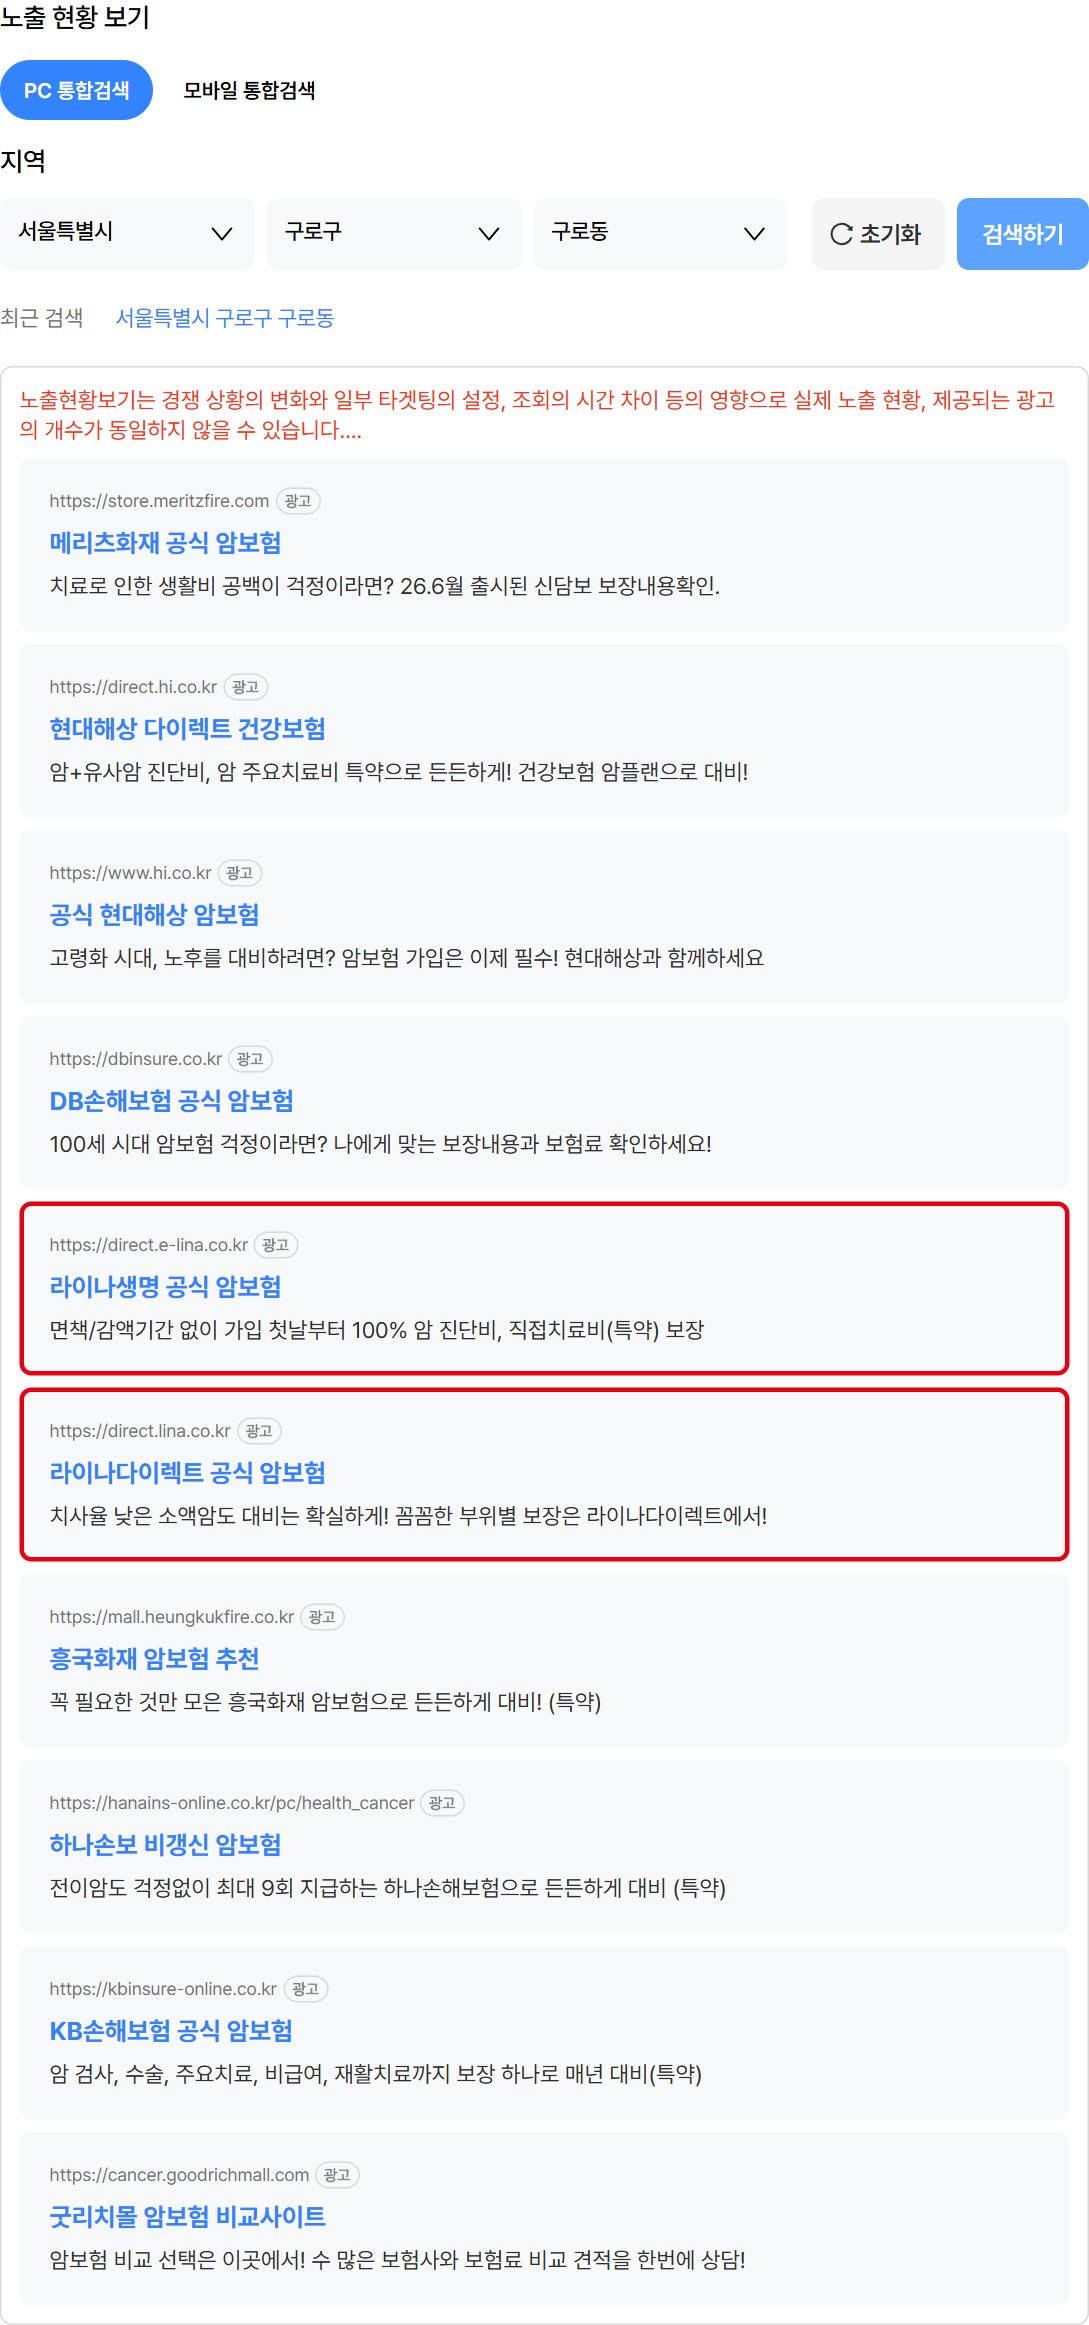 노출 현황 보기
PC 통합검색
모바일 통합검색
지역
서울특별시
구로구
구로동
초기화
검색하기
최근 검색
서울특별시 구로구 구로동
노출현황보기는 경쟁 상황의 변화와 일부 타겟팅의 설정, 조회의 시간 차이 등의 영향으로 실제 노출 현황, 제공되는 광고
의 개수가 동일하지 않을 수 있습니다....
https://store.meritzfire.com 광고
메리츠화재 공식 암보험
치료로 인한 생활비 공백이 걱정이라면? 26.6월 출시된 신담보 보장내용확인.
https://direct.hi.co.kr 광고
현대해상 다이렉트 건강보험
암+유사암 진단비, 암 주요치료비 특약으로 든든하게! 건강보험 암플랜으로 대비!
https://www.hi.co.kr 광고
공식 현대해상 암보험
고령화 시대, 노후를 대비하려면? 암보험 가입은 이제 필수! 현대해상과 함께하세요
https://dbinsure.co.kr 광고
DB손해보험 공식 암보험
100세 시대 암보험 걱정이라면? 나에게 맞는 보장내용과 보험료 확인하세요!
https://direct.e-lina.co.kr 광고
라이나생명 공식 암보험
면책/감액기간 없이 가입 첫날부터 100% 암 진단비, 직접치료비(특약) 보장
https://direct.lina.co.kr 광고
라이나다이렉트 공식 암보험
치사율 낮은 소액암도 대비는 확실하게! 꼼꼼한 부위별 보장은 라이나다이렉트에서!
https://mall.heungkukfire.co.kr 광고
흥국화재 암보험 추천
꼭 필요한 것만 모은 흥국화재 암보험으로 든든하게 대비! (특약)
https://hanains-online.co.kr/pc/health_cancer 광고
하나손보 비갱신 암보험
전이암도 걱정없이 최대 9회 지급하는 하나손해보험으로 든든하게 대비 (특약)
https://kbinsure-online.co.kr 광고
KB손해보험 공식 암보험
암 검사, 수술, 주요치료, 비급여, 재활치료까지 보장 하나로 매년 대비(특약)
https://cancer.goodrichmall.com 광고
굿리치몰 암보험 비교사이트
암보험 비교 선택은 이곳에서! 수 많은 보험사와 보험료 비교 견적을 한번에 상담!